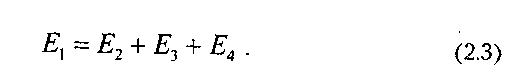 E₁ = E₂ + E₃ + E₄ . (2.3)